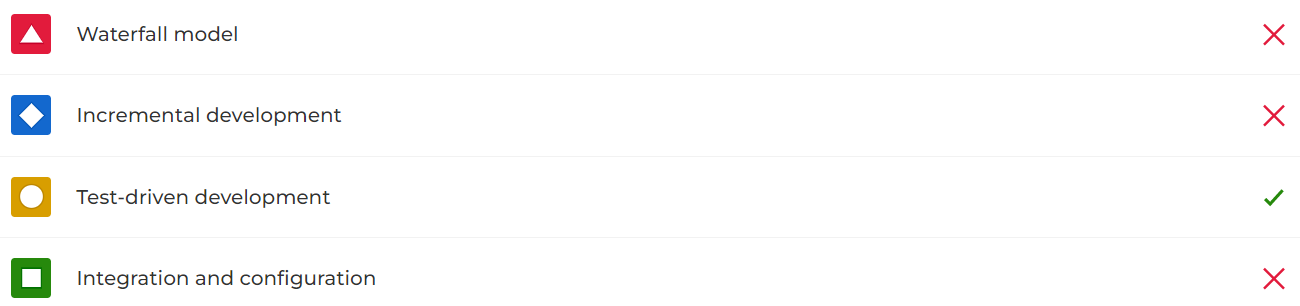 Waterfall model
Incremental development
Test-driven development
Integration and configuration